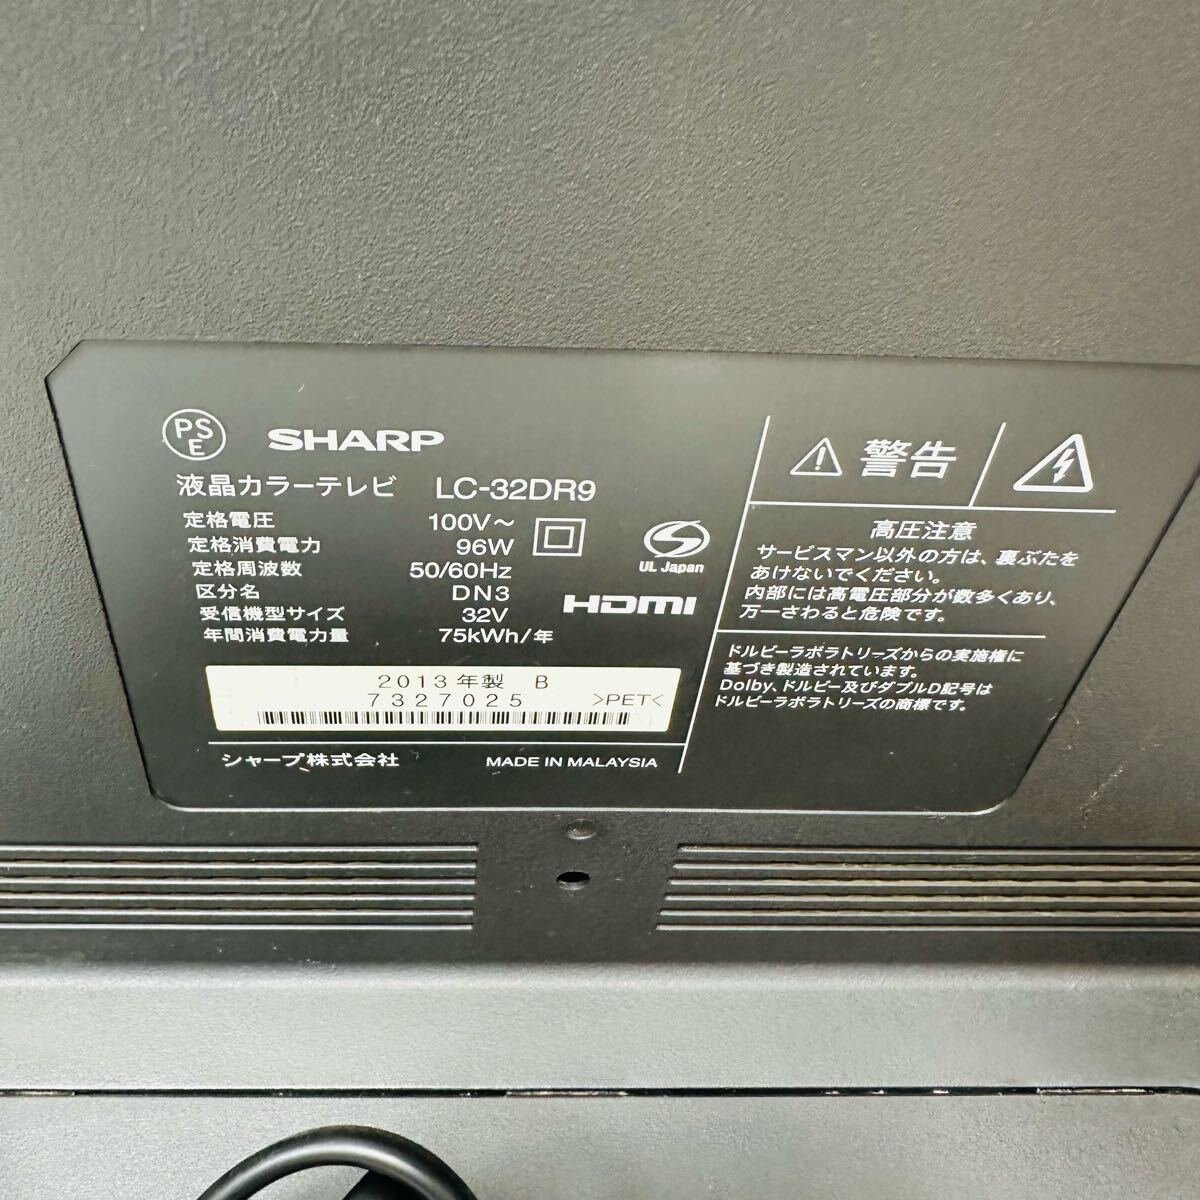 PSE
SHARP
液晶カラーテレビ LC-32DR9
定格電圧 100V～
定格消費電力 96W
定格周波数 50/60Hz
区分名 DN3
受信機型サイズ 32V
年間消費電力量 75kWh/年
UL Japan
HDMI
2013年製 B
7327025 >PET<
シャープ株式会社 MADE IN MALAYSIA
警告
高圧注意
サービスマン以外の方は、裏ぶたを
あけないでください。
内部には高電圧部分が数多くあり、
万一さわると危険です。
ドルビーラボラトリーズからの実施権に
基づき製造されています。
Dolby、ドルビー及びダブルD記号は
ドルビーラボラトリーズの商標です。